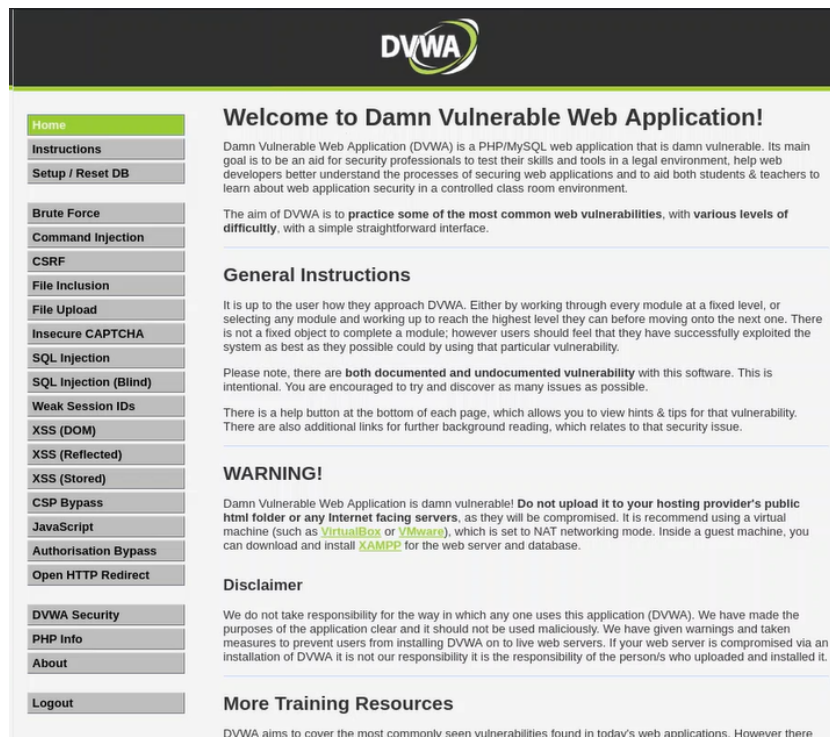 DVWA
Home
Instructions
Setup / Reset DB
Brute Force
Command Injection
CSRF
File Inclusion
File Upload
Insecure CAPTCHA
SQL Injection
SQL Injection (Blind)
Weak Session IDs
XSS (DOM)
XSS (Reflected)
XSS (Stored)
CSP Bypass
JavaScript
Authorisation Bypass
Open HTTP Redirect
DVWA Security
PHP Info
About
Logout
Welcome to Damn Vulnerable Web Application!
Damn Vulnerable Web Application (DVWA) is a PHP/MySQL web application that is damn vulnerable. Its main
goal is to be an aid for security professionals to test their skills and tools in a legal environment, help web
developers better understand the processes of securing web applications and to aid both students & teachers to
learn about web application security in a controlled class room environment.
The aim of DVWA is to practice some of the most common web vulnerabilities, with various levels of
difficultly, with a simple straightforward interface.
General Instructions
It is up to the user how they approach DVWA. Either by working through every module at a fixed level, or
selecting any module and working up to reach the highest level they can before moving onto the next one. There
is not a fixed object to complete a module; however users should feel that they have successfully exploited the
system as best as they possible could by using that particular vulnerability.
Please note, there are both documented and undocumented vulnerability with this software. This is
intentional. You are encouraged to try and discover as many issues as possible.
There is a help button at the bottom of each page, which allows you to view hints & tips for that vulnerability.
There are also additional links for further background reading, which relates to that security issue.
WARNING!
Damn Vulnerable Web Application is damn vulnerable! Do not upload it to your hosting provider's public
html folder or any Internet facing servers, as they will be compromised. It is recommend using a virtual
machine (such as VirtualBox or VMware), which is set to NAT networking mode. Inside a guest machine, you
can download and install XAMPP for the web server and database.
Disclaimer
We do not take responsibility for the way in which any one uses this application (DVWA). We have made the
purposes of the application clear and it should not be used maliciously. We have given warnings and taken
measures to prevent users from installing DVWA on to live web servers. If your web server is compromised via an
installation of DVWA it is not our responsibility it is the responsibility of the person/s who uploaded and installed it.
More Training Resources
DVWA aims to cover the most commonly seen vulnerabilities found in today's web applications. However there